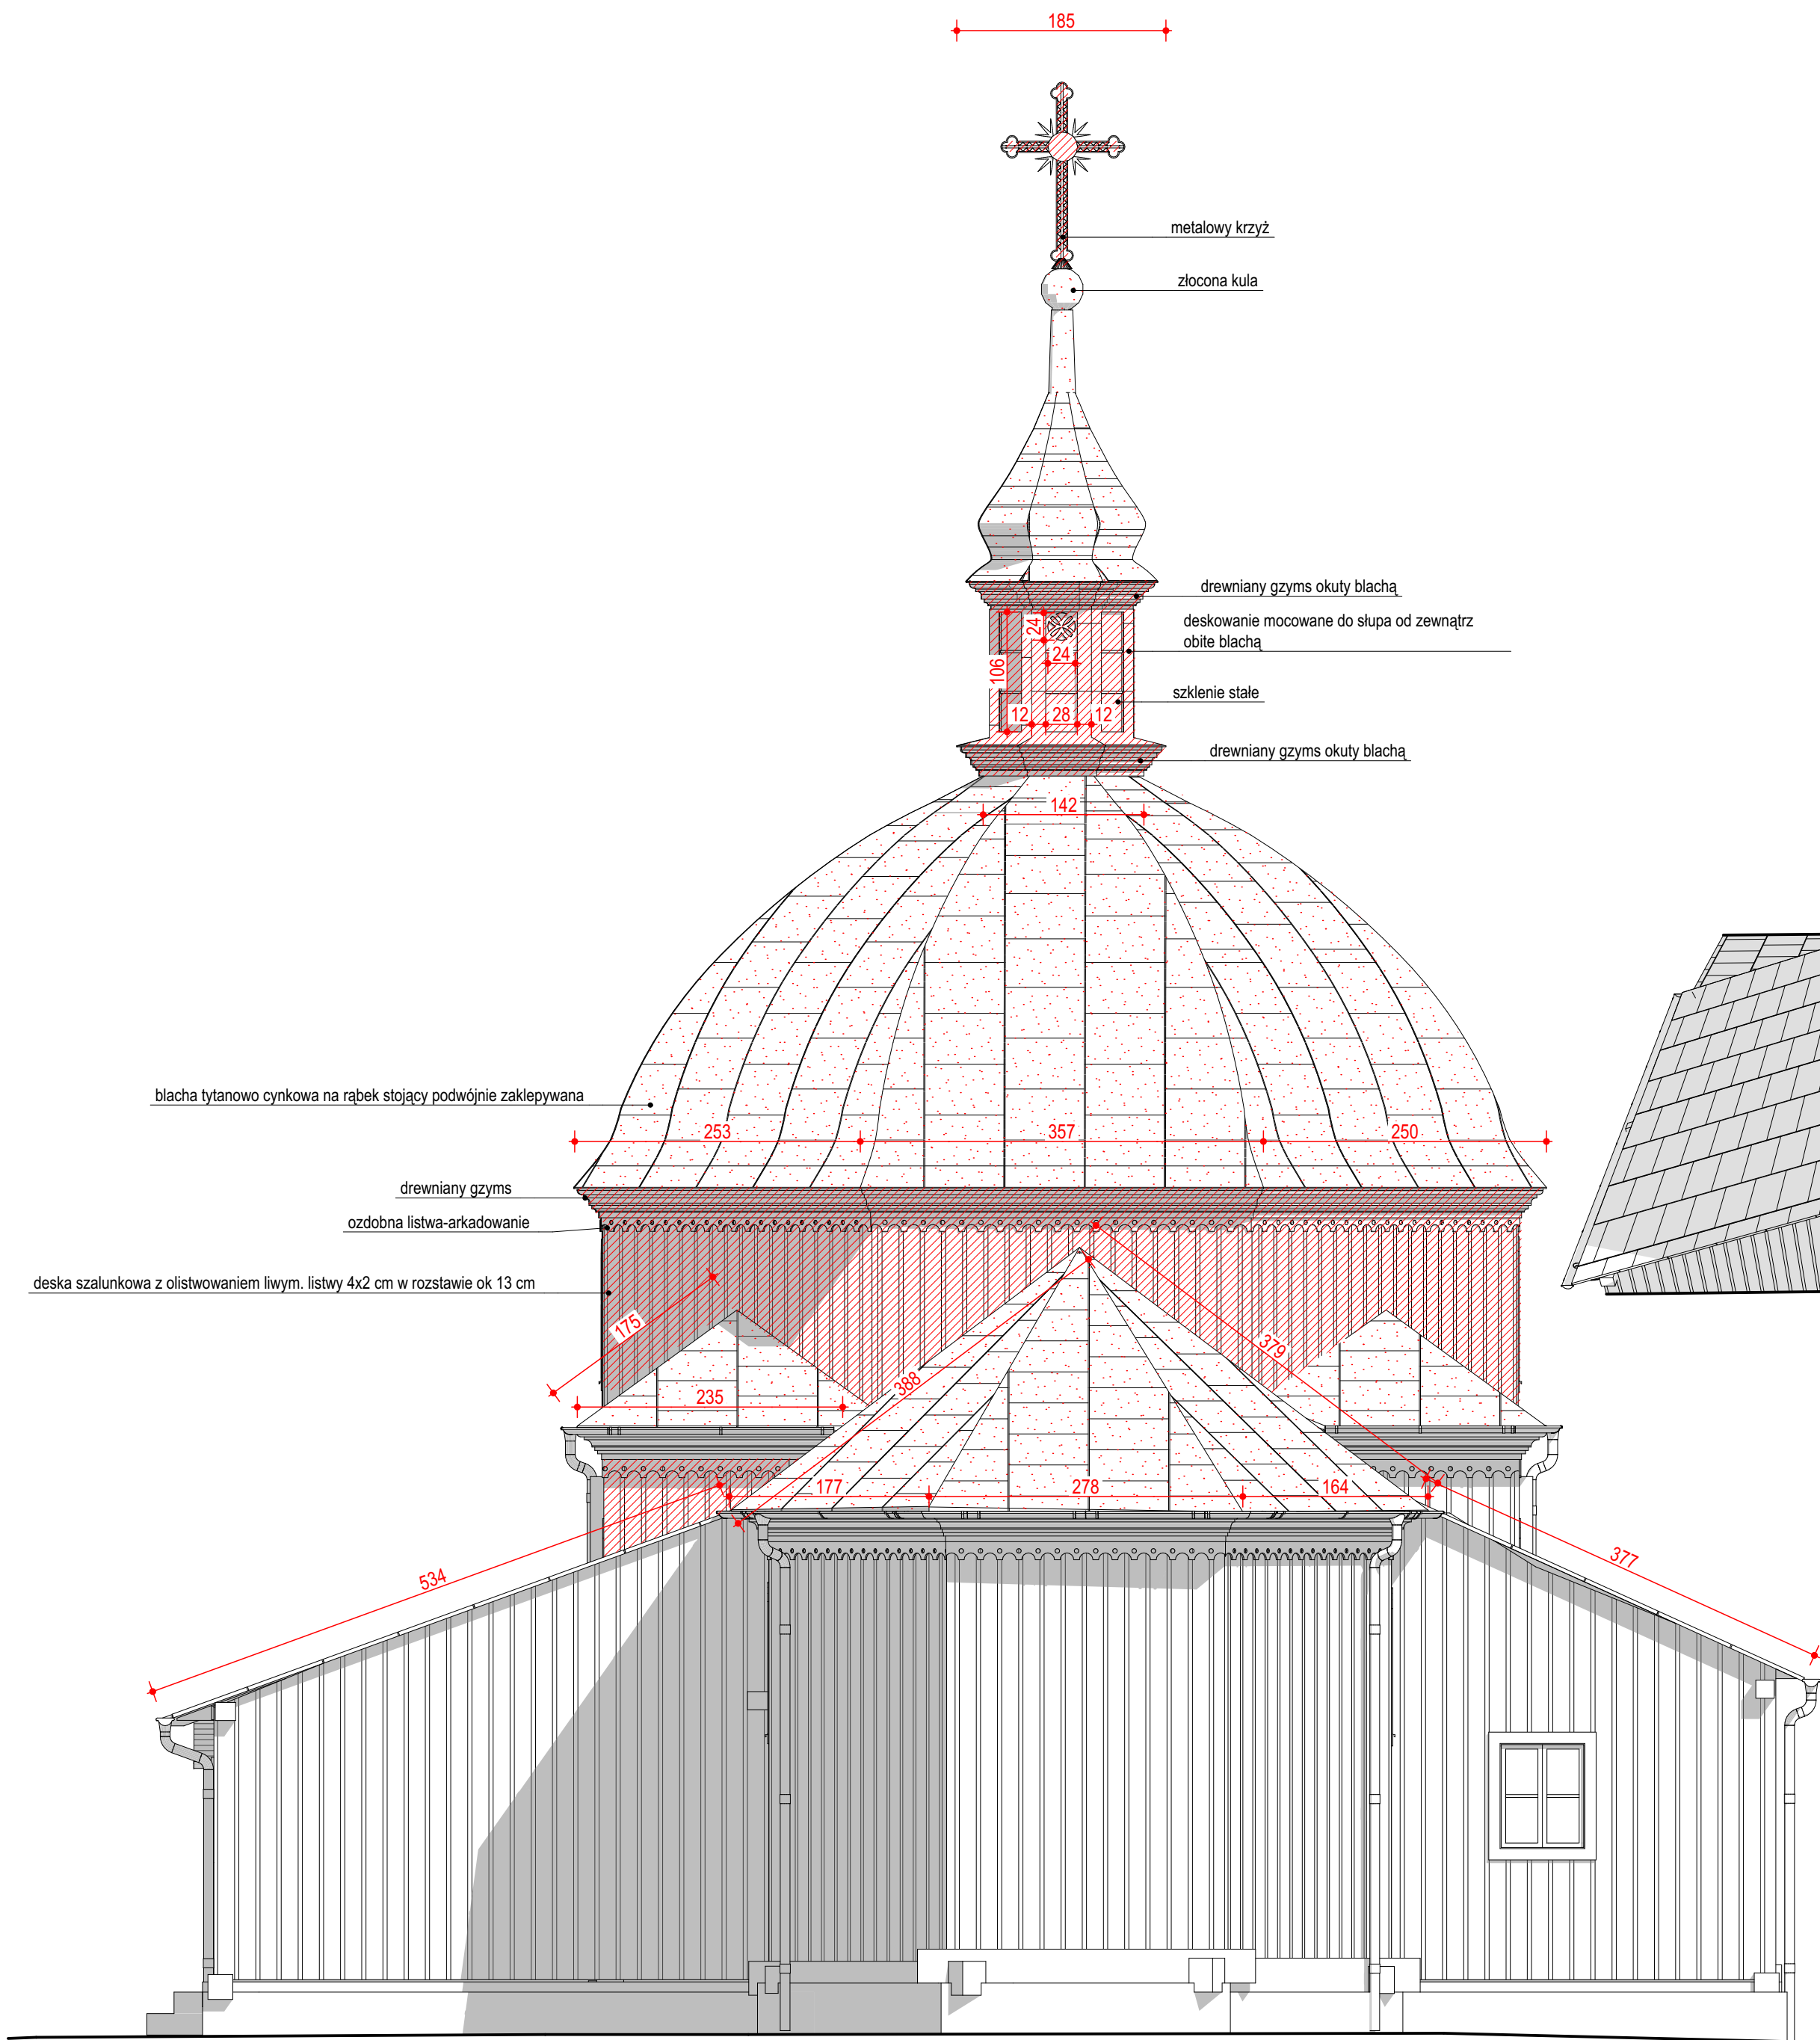 185
metalowy krzyż
złocona kula
drewniany gzyms okuty blachą
deskowanie mocowane do słupa od zewnątrz
obite blachą
24
24
106
szklenie stałe
12
28
12
drewniany gzyms okuty blachą
142
blacha tytanowo cynkowa na rąbek stojący podwójnie zaklepywana
253
357
250
drewniany gzyms
ozdobna listwa-arkadowanie
deska szalunkowa z olistwowaniem liwym. listwy 4x2 cm w rozstawie ok 13 cm
175
379
388
235
177
278
164
534
377